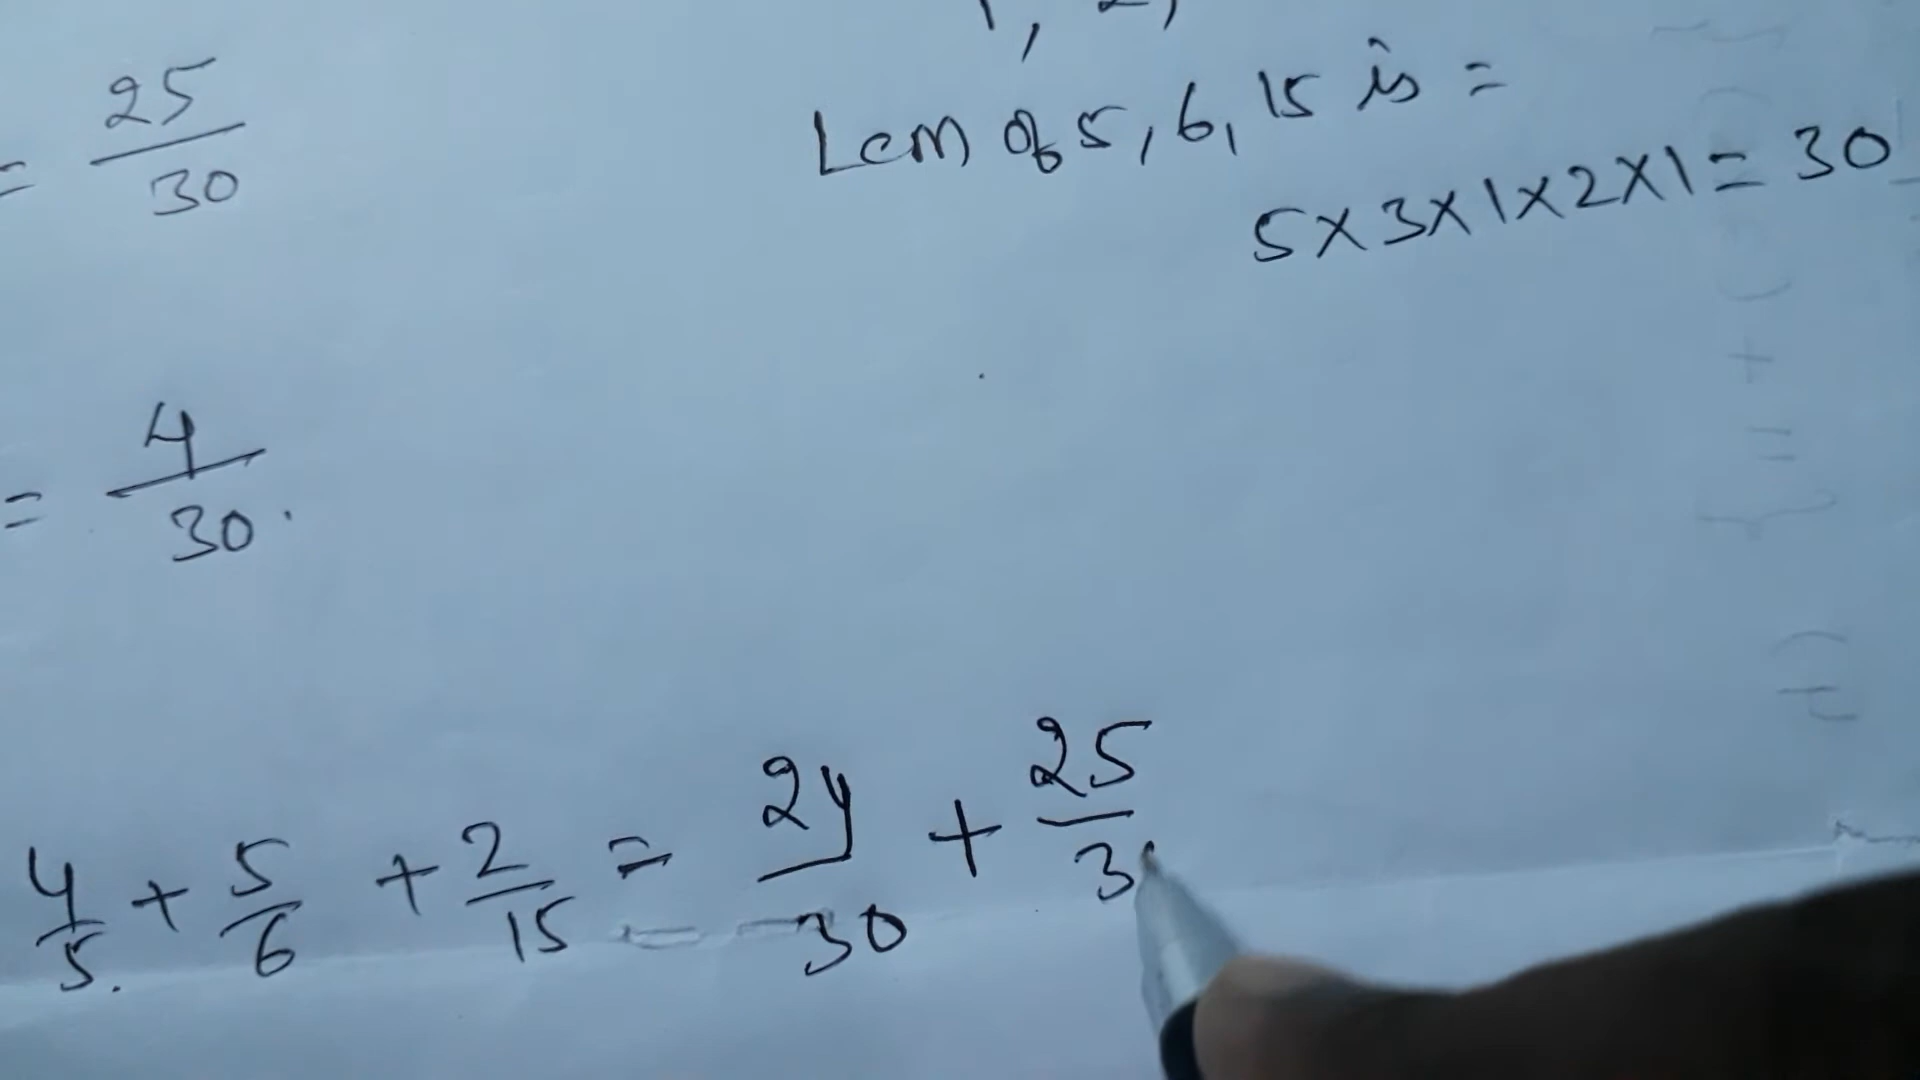 = 25/30
Lcm of 5, 6, 15 is =
5×3×1×2×1 = 30
= 4/30.
4/5. + 5/6 + 2/15 = 24/30 + 25/3